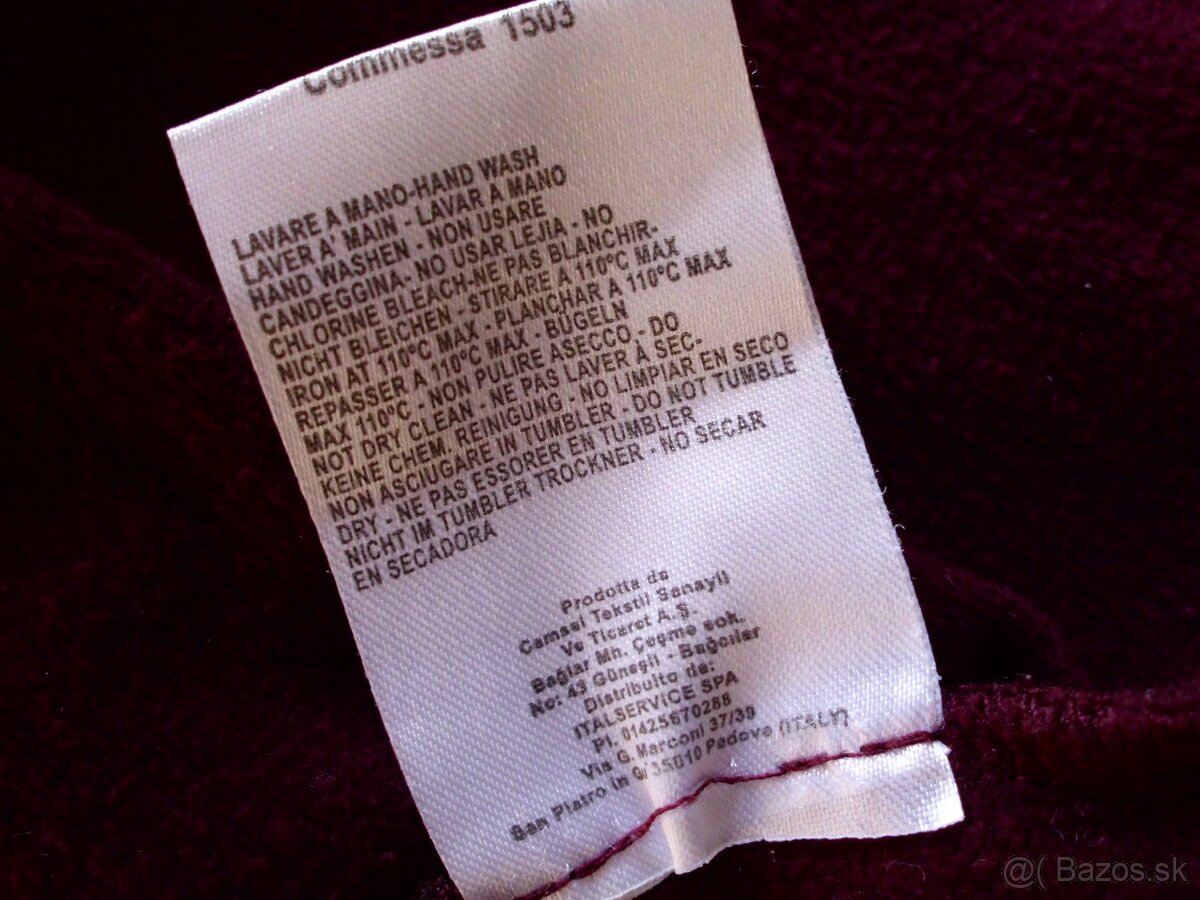 Commessa 1503
LAVARE A MANO-HAND WASH
LAVER A' MAIN - LAVAR A MANO
HAND WASHEN - NON USARE
CANDEGGINA- NO USAR LEJIA - NO
CHLORINE BLEACH-NE PAS BLANCHIR-
NICHT BLEICHEN - STIRARE A 110°C MAX
IRON AT 110°C MAX - PLANCHAR A 110°C MAX
REPASSER A 110°C MAX - BÜGELN
MAX 110°C - NON PULIRE ASECCO - DO
NOT DRY CLEAN - NE PAS LAVER À SEC-
KEINE CHEM. REINIGUNG - NO LIMPIAR EN SECO
NON ASCIUGARE IN TUMBLER - DO NOT TUMBLE
DRY - NE PAS ESSORER EN TUMBLER
NICHT IM TUMBLER TROCKNER - NO SECAR
EN SECADORA
Prodotta da
Camsel Tekstil Sanayii
Ve Ticaret A.Ş.
Bağlar Mh. Çeşme sok.
No: 43 Güneşli - Bağcılar
Distribuito da:
ITALSERVICE SPA
PI. 01425670288
Via G. Marconi 37/39
San Piatro in G 35010 Padova (ITALY)
@( Bazos.sk